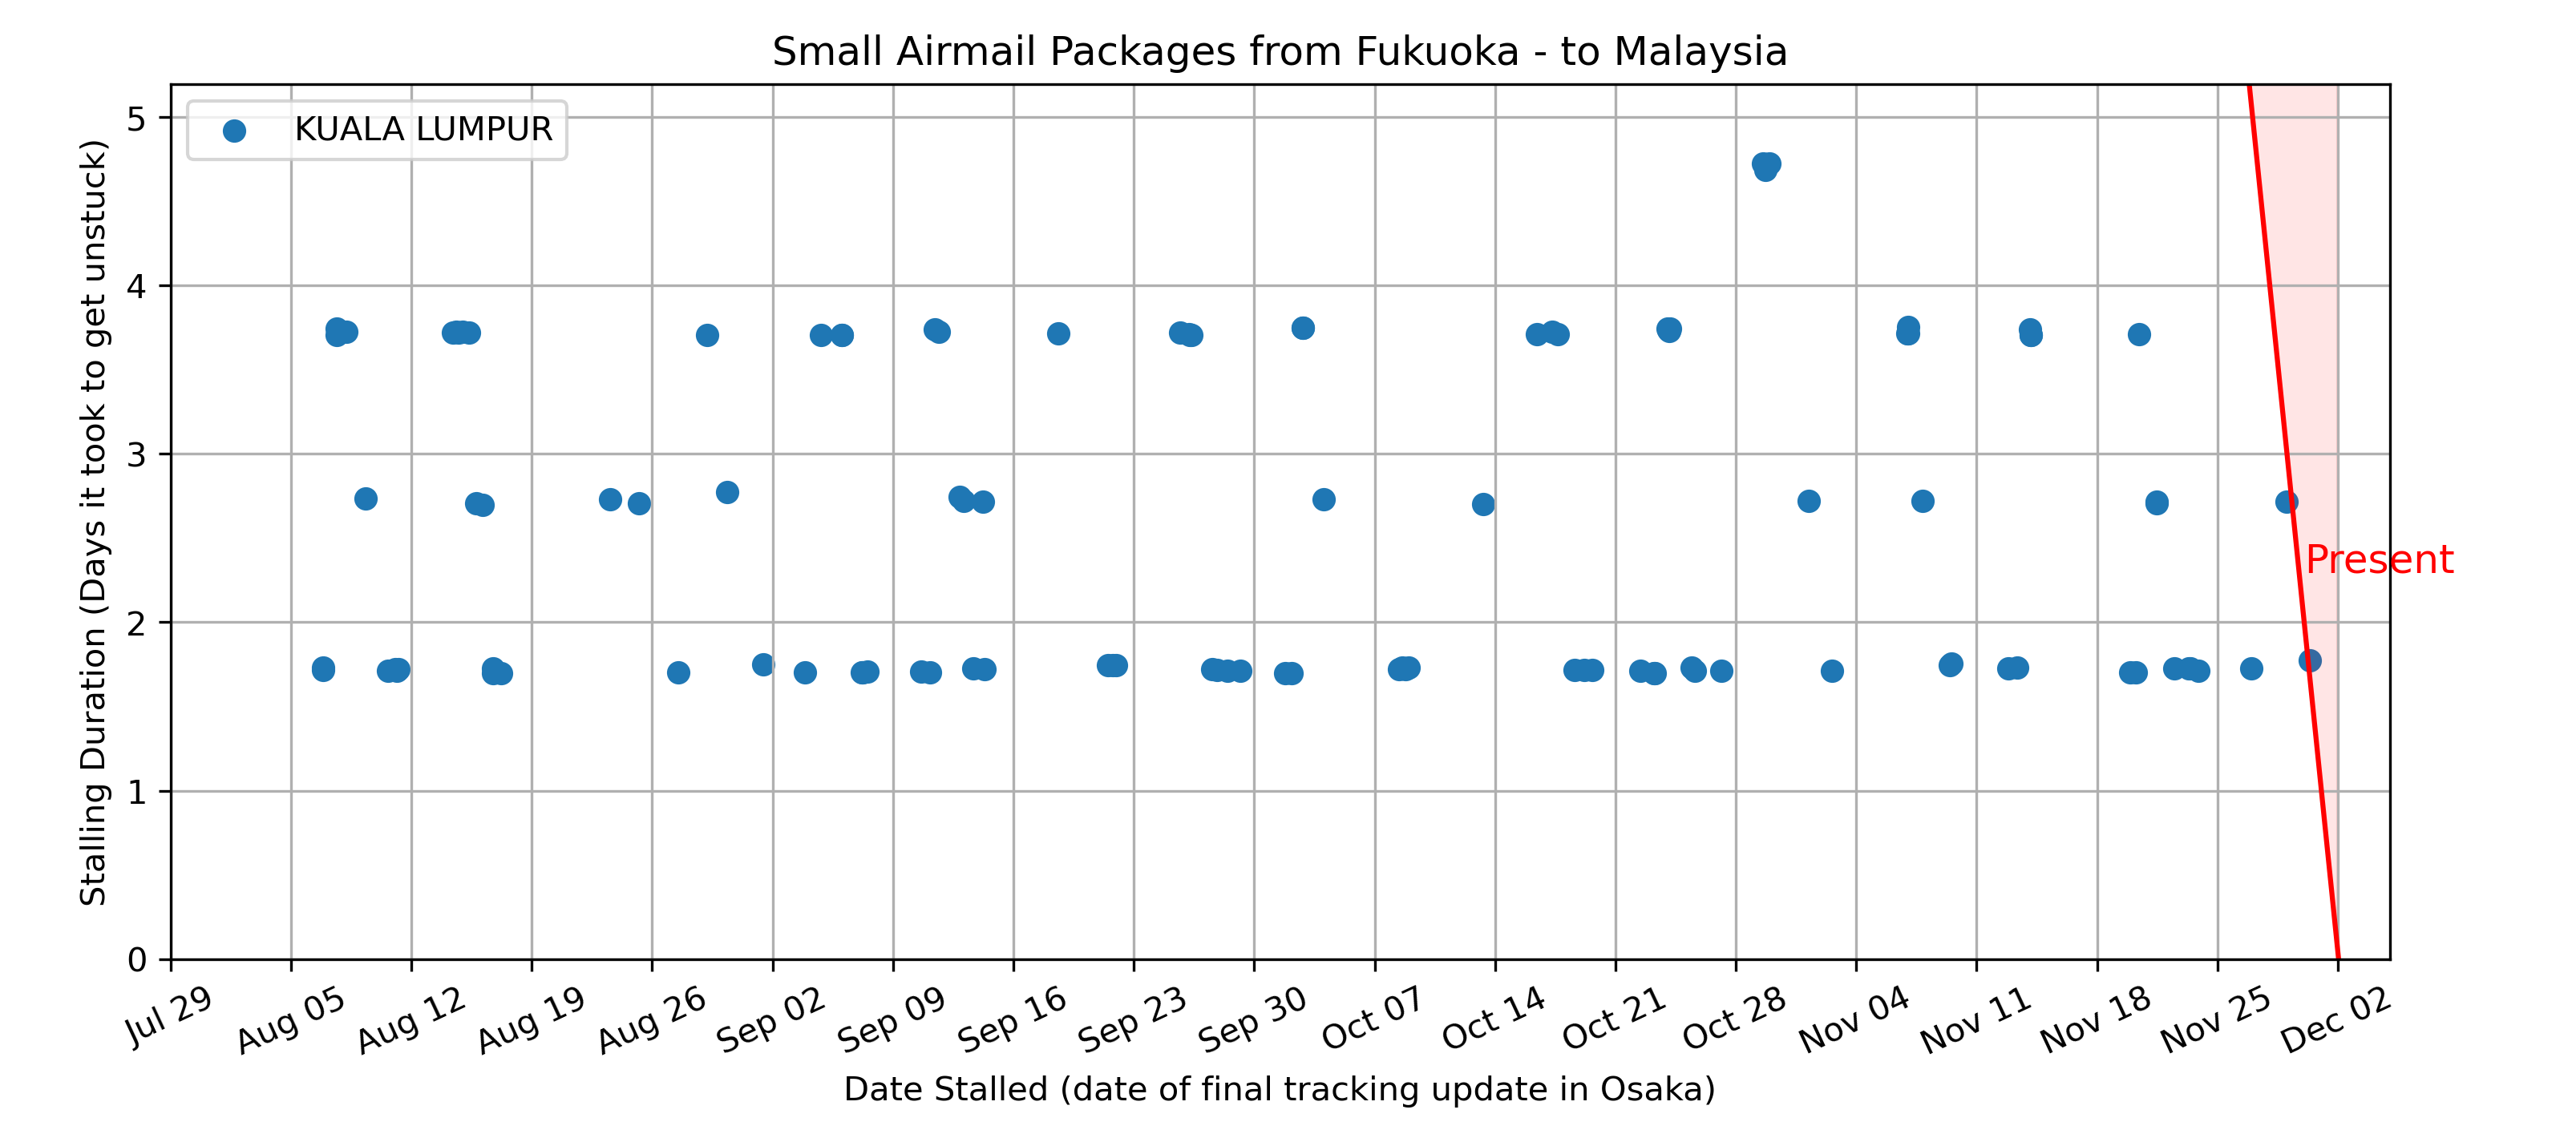 Small Airmail Packages from Fukuoka - to Malaysia
KUALA LUMPUR
Stalling Duration (Days it took to get unstuck)
5
4
3
2
1
0
Present
Jul 29
Aug 05
Aug 12
Aug 19
Aug 26
Sep 02
Sep 09
Sep 16
Sep 23
Sep 30
Oct 07
Oct 14
Oct 21
Oct 28
Nov 04
Nov 11
Nov 18
Nov 25
Dec 02
Date Stalled (date of final tracking update in Osaka)